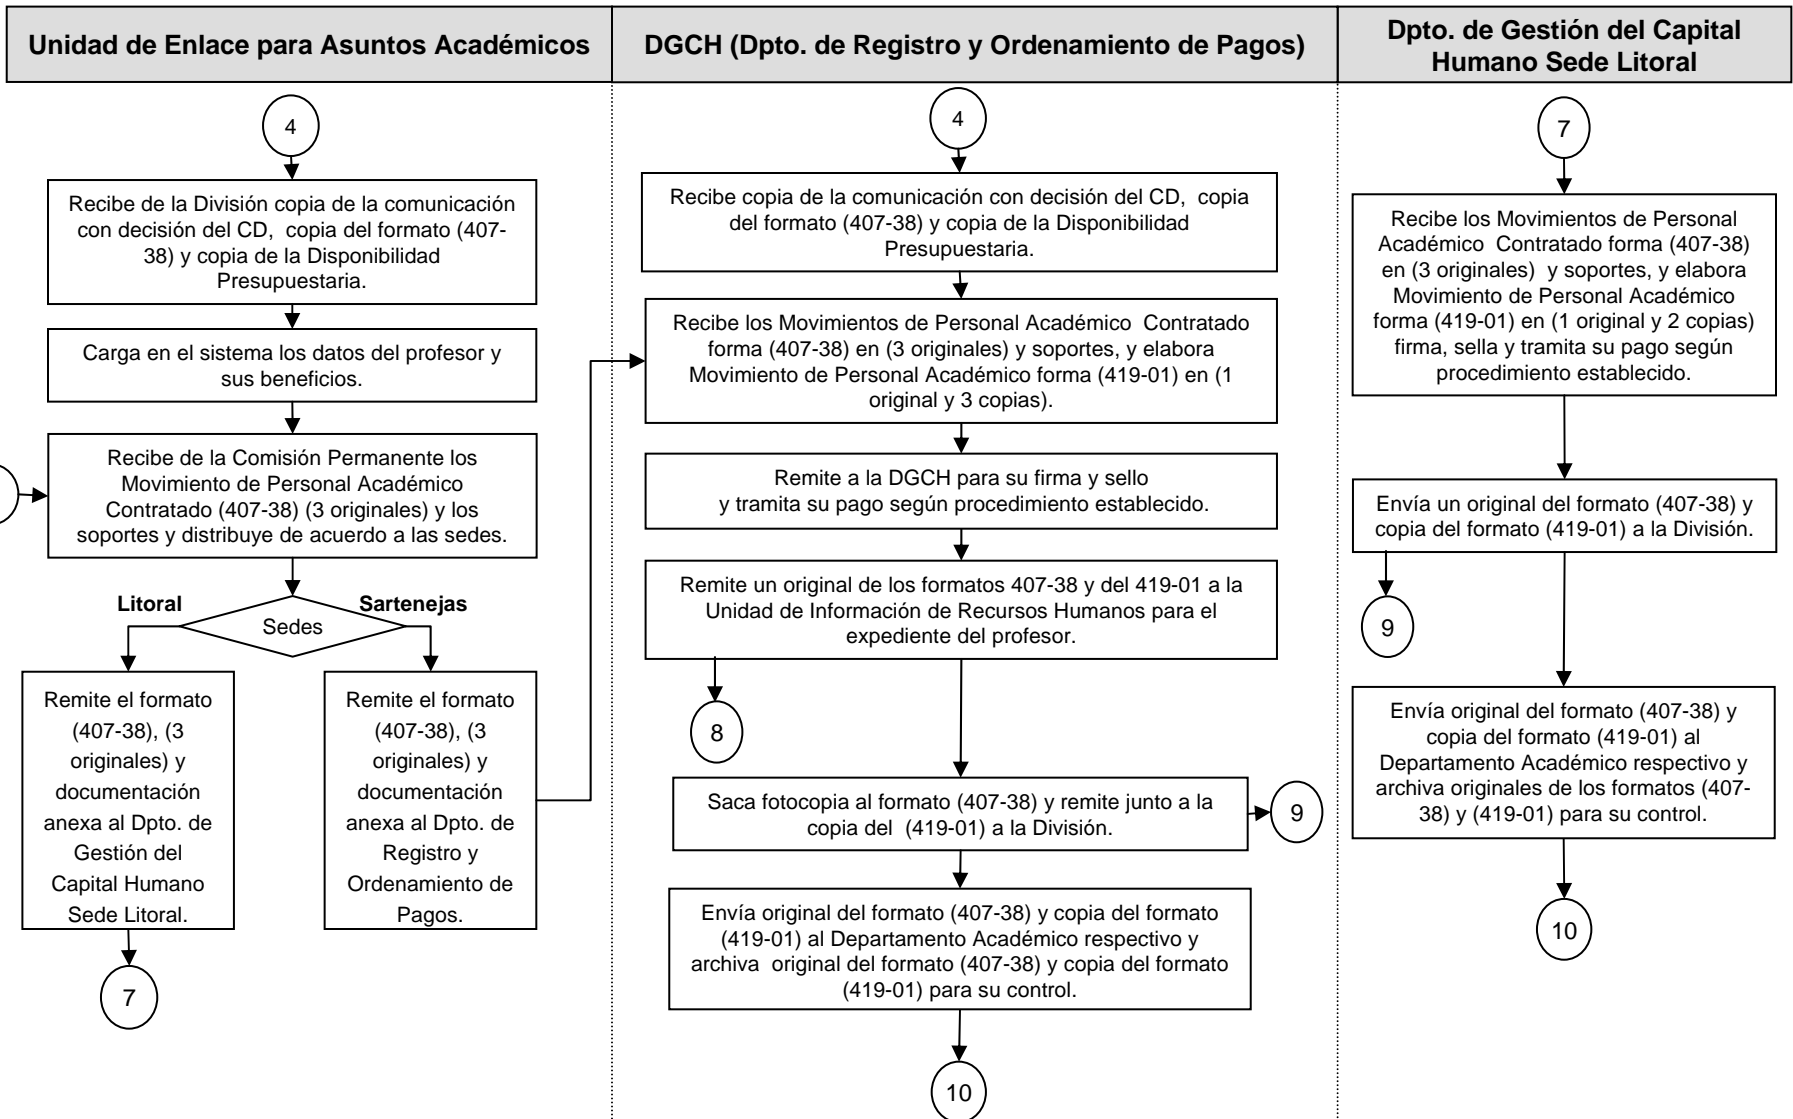 Unidad de Enlace para Asuntos Académicos
DGCH (Dpto. de Registro y Ordenamiento de Pagos)
Dpto. de Gestión del Capital
Humano Sede Litoral
4
Recibe de la División copia de la comunicación
con decisión del CD, copia del formato (407-
38) y copia de la Disponibilidad
Presupuestaria.
Carga en el sistema los datos del profesor y
sus beneficios.
Recibe de la Comisión Permanente los
Movimiento de Personal Académico
Contratado (407-38) (3 originales) y los
soportes y distribuye de acuerdo a las sedes.
Litoral
Sartenejas
Sedes
Remite el formato
(407-38), (3
originales) y
documentación
anexa al Dpto. de
Gestión del
Capital Humano
Sede Litoral.
Remite el formato
(407-38), (3
originales) y
documentación
anexa al Dpto. de
Registro y
Ordenamiento de
Pagos.
7
4
Recibe copia de la comunicación con decisión del CD, copia
del formato (407-38) y copia de la Disponibilidad
Presupuestaria.
Recibe los Movimientos de Personal Académico Contratado
forma (407-38) en (3 originales) y soportes, y elabora
Movimiento de Personal Académico forma (419-01) en (1
original y 3 copias).
Remite a la DGCH para su firma y sello
y tramita su pago según procedimiento establecido.
Remite un original de los formatos 407-38 y del 419-01 a la
Unidad de Información de Recursos Humanos para el
expediente del profesor.
8
Saca fotocopia al formato (407-38) y remite junto a la
copia del (419-01) a la División.
9
Envía original del formato (407-38) y copia del formato
(419-01) al Departamento Académico respectivo y
archiva original del formato (407-38) y copia del formato
(419-01) para su control.
10
7
Recibe los Movimientos de Personal
Académico Contratado forma (407-38)
en (3 originales) y soportes, y elabora
Movimiento de Personal Académico
forma (419-01) en (1 original y 2 copias)
firma, sella y tramita su pago según
procedimiento establecido.
Envía un original del formato (407-38) y
copia del formato (419-01) a la División.
9
Envía original del formato (407-38) y
copia del formato (419-01) al
Departamento Académico respectivo y
archiva originales de los formatos (407-
38) y (419-01) para su control.
10